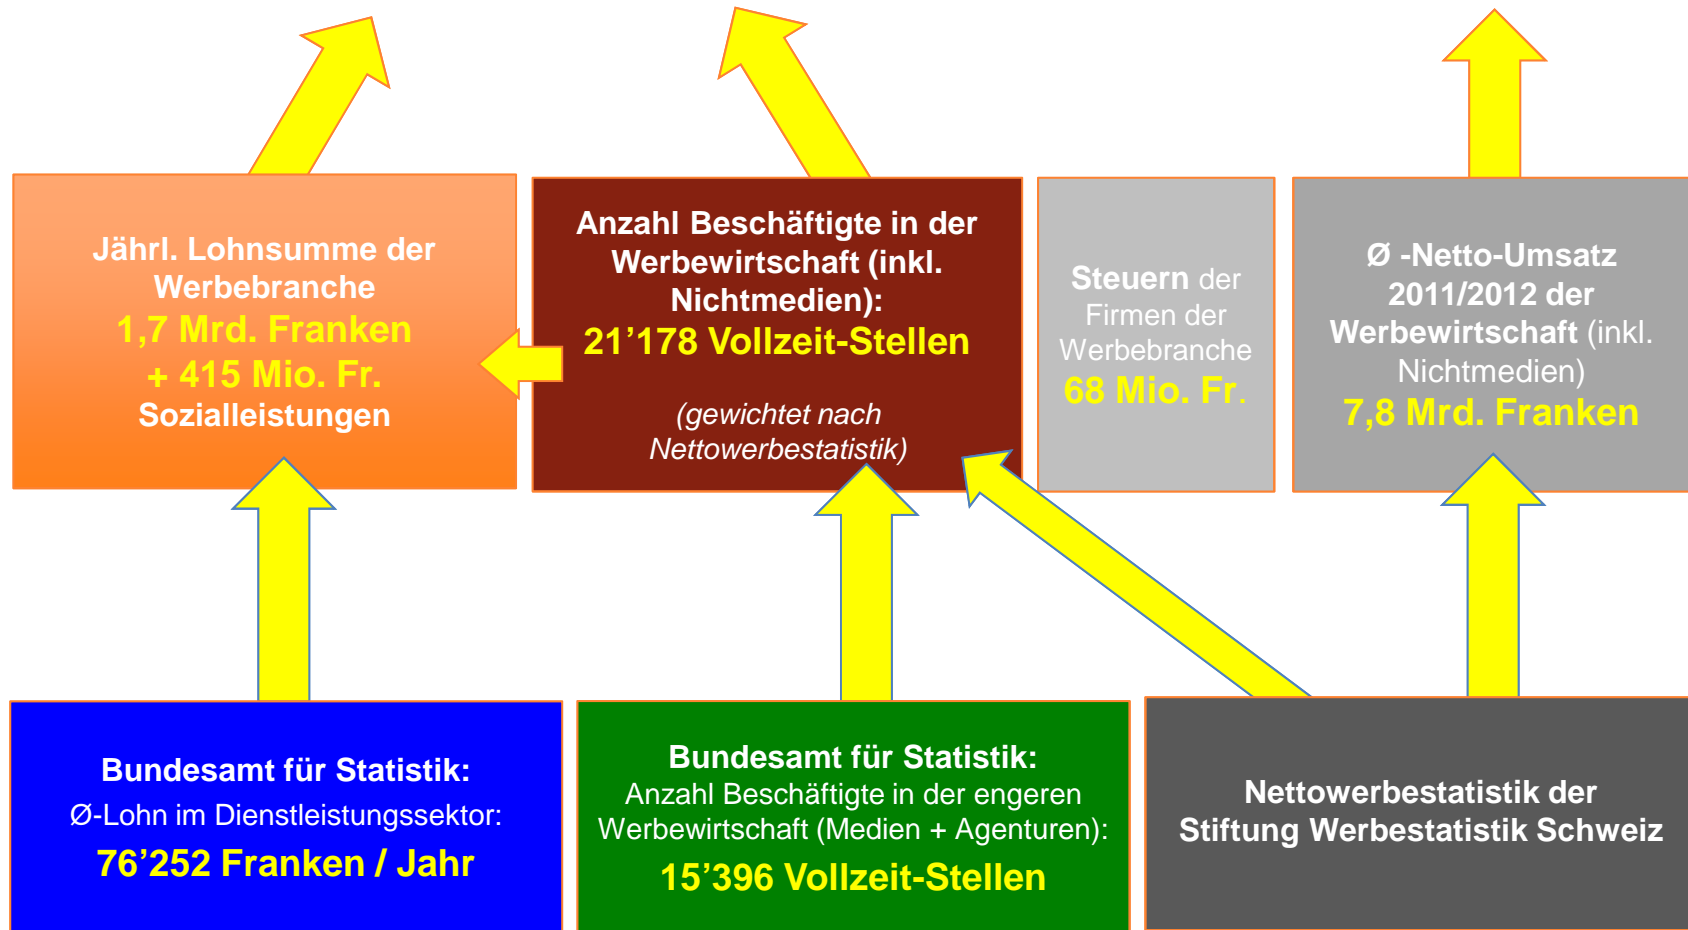 Jährl. Lohnsumme der
Werbebranche
1,7 Mrd. Franken
+ 415 Mio. Fr.
Sozialleistungen
Anzahl Beschäftigte in der
Werbewirtschaft (inkl.
Nichtmedien):
21’178 Vollzeit-Stellen
(gewichtet nach
Nettowerbestatistik)
Steuern der
Firmen der
Werbebranche
68 Mio. Fr.
Ø -Netto-Umsatz
2011/2012 der
Werbewirtschaft (inkl.
Nichtmedien)
7,8 Mrd. Franken
Bundesamt für Statistik:
Ø-Lohn im Dienstleistungssektor:
76’252 Franken / Jahr
Bundesamt für Statistik:
Anzahl Beschäftigte in der engeren
Werbewirtschaft (Medien + Agenturen):
15’396 Vollzeit-Stellen
Nettowerbestatistik der
Stiftung Werbestatistik Schweiz